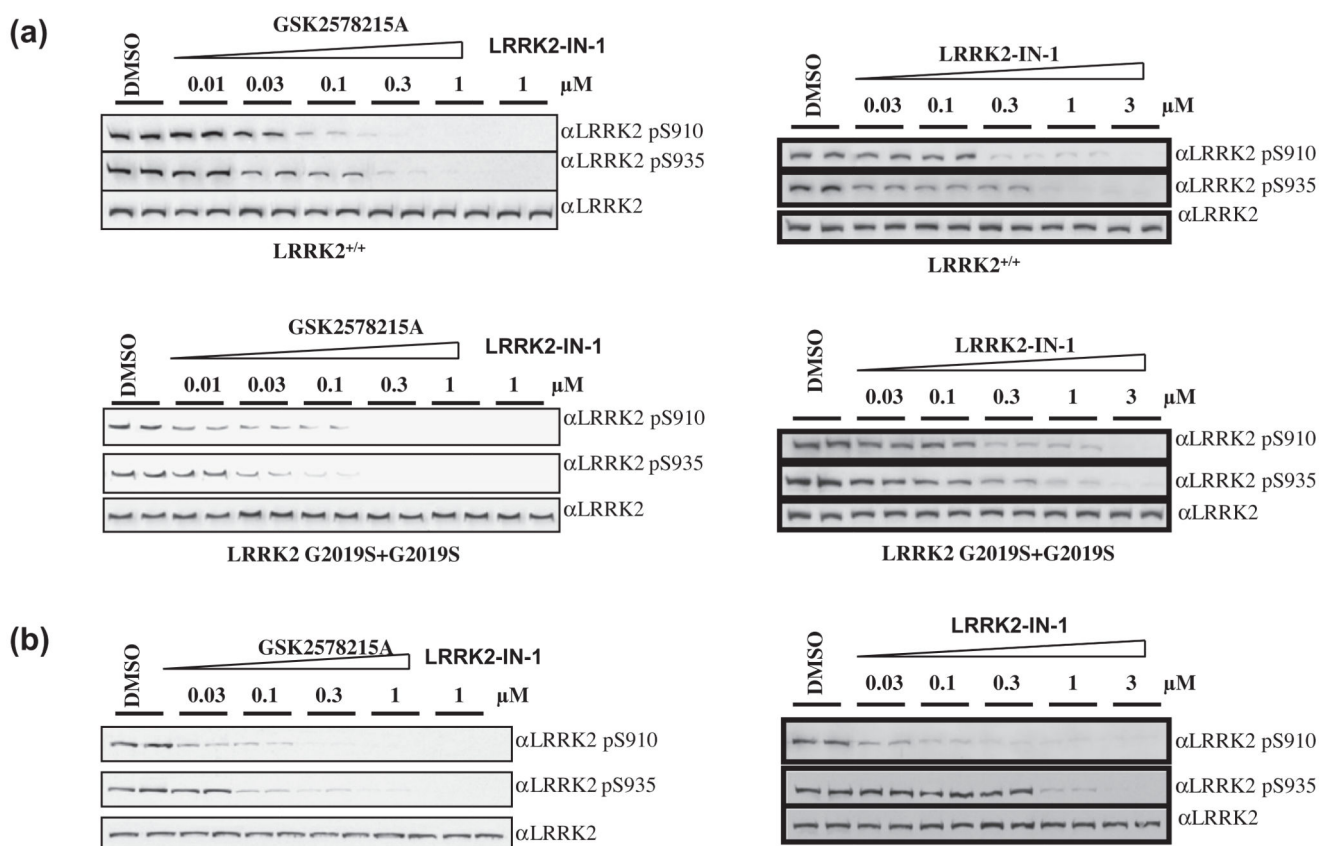 (a)
GSK2578215A
LRRK2-IN-1
DMSO
0.01 0.03 0.1 0.3 1 1 µM
αLRRK2 pS910
αLRRK2 pS935
αLRRK2
LRRK2+/+
LRRK2-IN-1
DMSO
0.03 0.1 0.3 1 3 µM
αLRRK2 pS910
αLRRK2 pS935
αLRRK2
LRRK2+/+
GSK2578215A
LRRK2-IN-1
DMSO
0.01 0.03 0.1 0.3 1 1 µM
αLRRK2 pS910
αLRRK2 pS935
αLRRK2
LRRK2 G2019S+G2019S
LRRK2-IN-1
DMSO
0.03 0.1 0.3 1 3 µM
αLRRK2 pS910
αLRRK2 pS935
αLRRK2
LRRK2 G2019S+G2019S
(b)
GSK2578215A
LRRK2-IN-1
DMSO
0.03 0.1 0.3 1 1 µM
αLRRK2 pS910
αLRRK2 pS935
αLRRK2
LRRK2-IN-1
DMSO
0.03 0.1 0.3 1 3 µM
αLRRK2 pS910
αLRRK2 pS935
αLRRK2